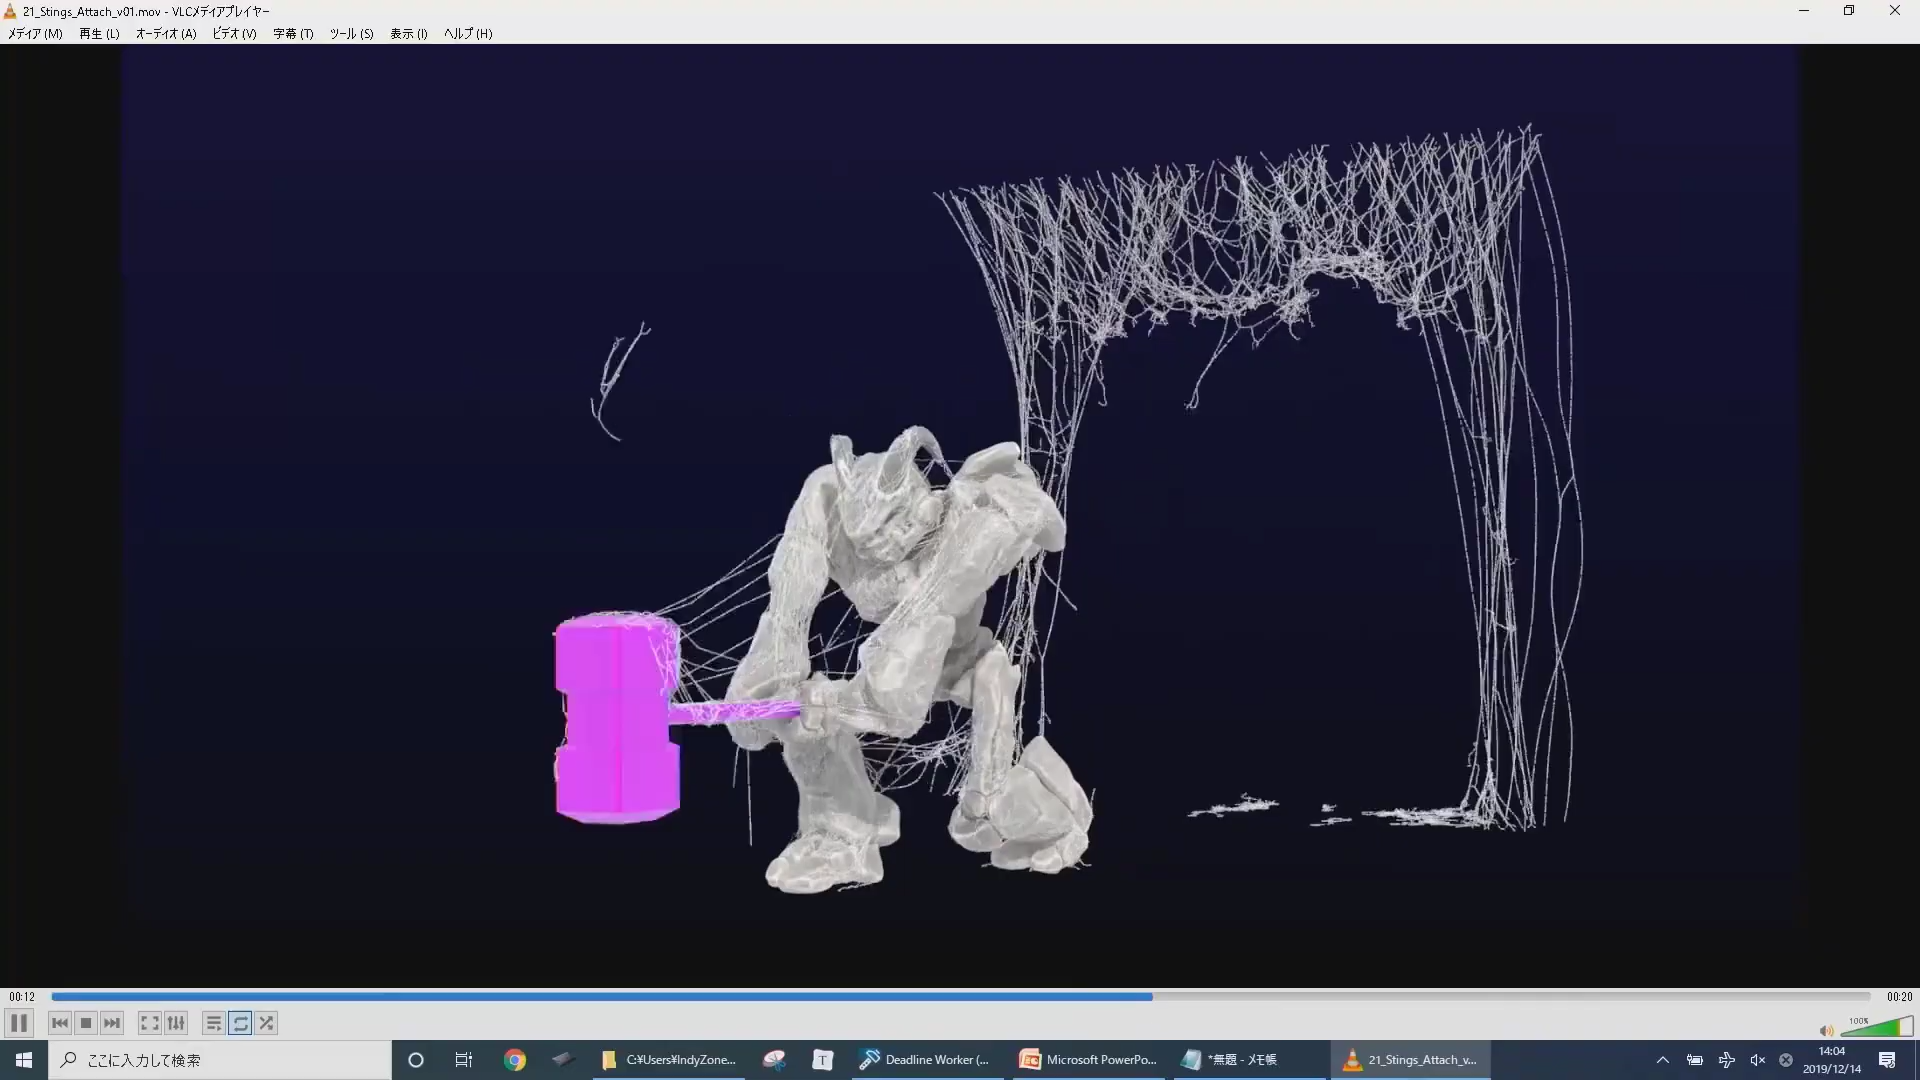 21_Stings_Attach_v01.mov - VLCメディアプレイヤー
メディア (M) 再生 (L) オーディオ (A) ビデオ (V) 字幕 (T) ツール (S) 表示 (I) ヘルプ (H)
00:12 00:20
100%
ここに入力して検索
C:¥Users¥IndyZone...
T
Deadline Worker (...
Microsoft PowerPo...
*無題 - メモ帳
21_Stings_Attach_v...
14:04
2019/12/14